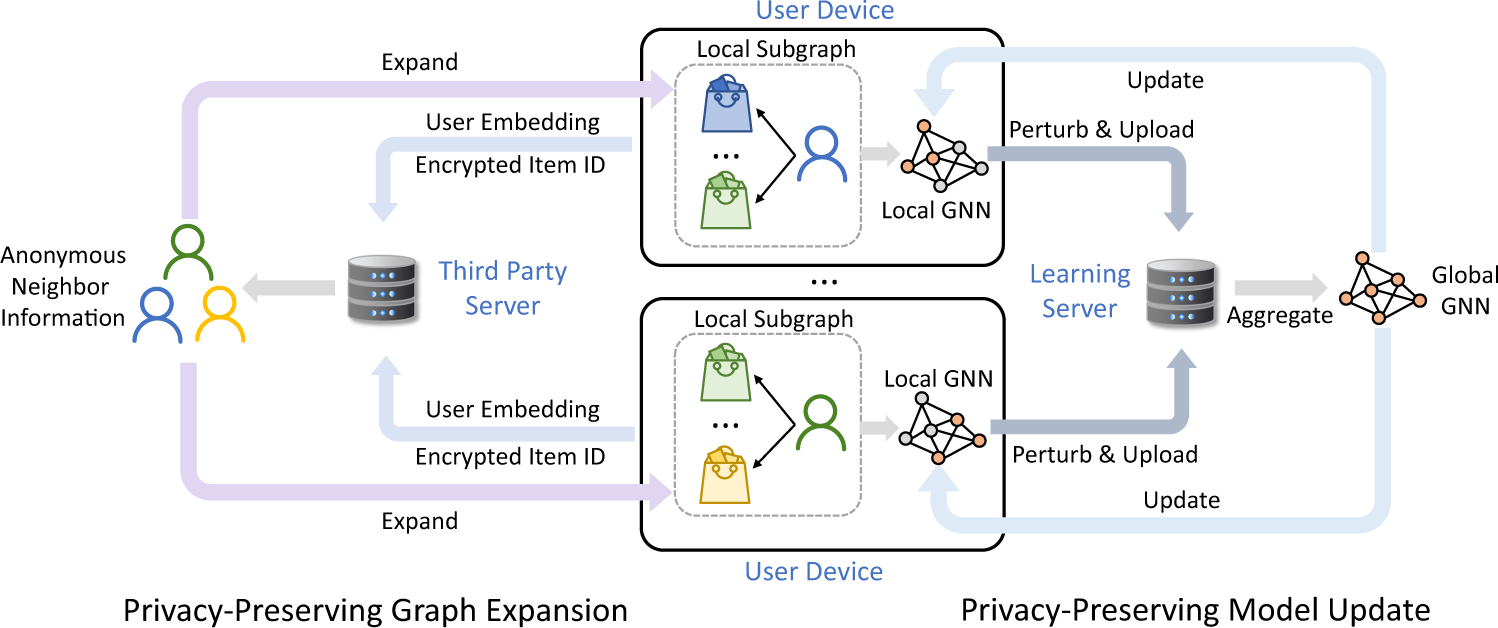 User Device
Local Subgraph
Expand
Update
User Embedding
Perturb & Upload
Encrypted Item ID
...
Local GNN
Anonymous
Neighbor
Information
Third Party
Server
...
Learning
Server
Aggregate
Global
GNN
Local Subgraph
Local GNN
User Embedding
...
Encrypted Item ID
Perturb & Upload
Update
Expand
User Device
Privacy-Preserving Graph Expansion
Privacy-Preserving Model Update